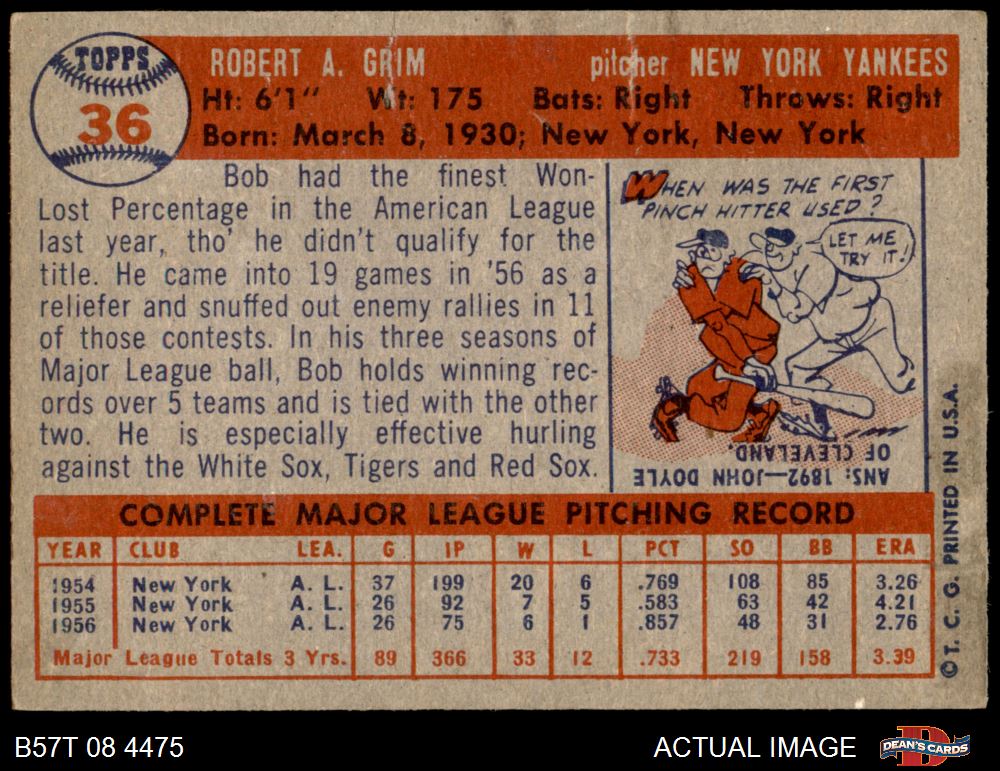 TOPPS
36
ROBERT A. GRIM pitcher NEW YORK YANKEES
Ht: 6'1" Wt: 175 Bats: Right Throws: Right
Born: March 8, 1930; New York, New York
Bob had the finest Won-
Lost Percentage in the American League
last year, tho' he didn't qualify for the
title. He came into 19 games in '56 as a
reliefer and snuffed out enemy rallies in 11
of those contests. In his three seasons of
Major League ball, Bob holds winning rec-
ords over 5 teams and is tied with the other
two. He is especially effective hurling
against the White Sox, Tigers and Red Sox.
WHEN WAS THE FIRST
PINCH HITTER USED?
LET ME
TRY IT!
ANS: 1892—JOHN DOYLE
OF CLEVELAND.
COMPLETE MAJOR LEAGUE PITCHING RECORD
YEAR CLUB LEA. G IP W L PCT SO BB ERA
1954 New York A. L. 37 199 20 6 .769 108 85 3.26
1955 New York A. L. 26 92 7 5 .583 63 42 4.21
1956 New York A. L. 26 75 6 1 .857 48 31 2.76
Major League Totals 3 Yrs. 89 366 33 12 .733 219 158 3.39
©T. C. G. PRINTED IN U.S.A.
B57T 08 4475
ACTUAL IMAGE
DEAN'S CARDS